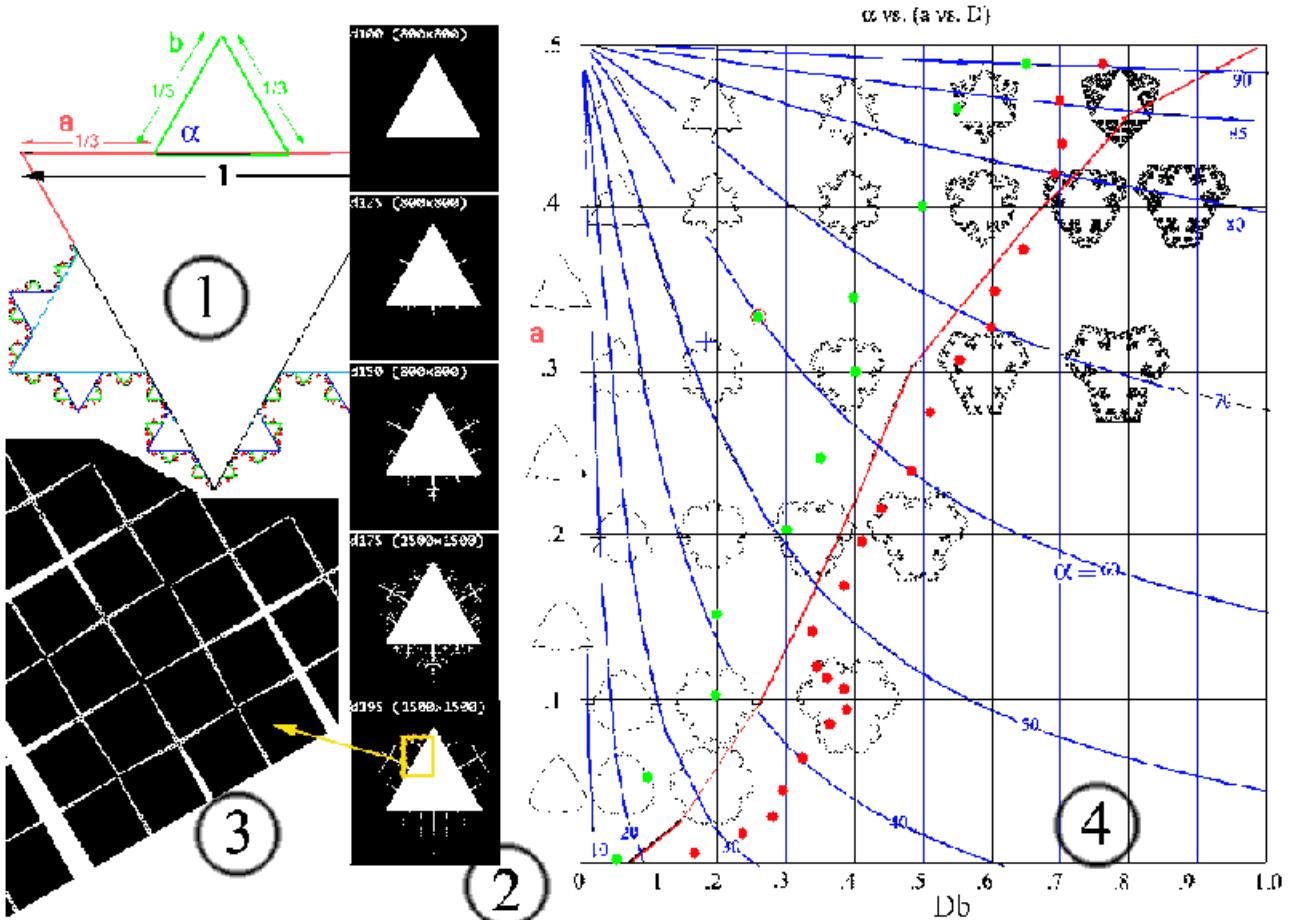 b
1/3
1/3
α
a
1/3
1
1
d100 (800x800)
d125 (800x800)
d150 (800x800)
d175 (1500x1500)
d195 (1500x1500)
3
2
α vs. (a vs. D)
.5
.4
.3
.2
.1
0
a
90
85
80
70
α = 60
50
40
30
20
10
4
0
.1
.2
.3
.4
.5
.6
.7
.8
.9
1.0
Db